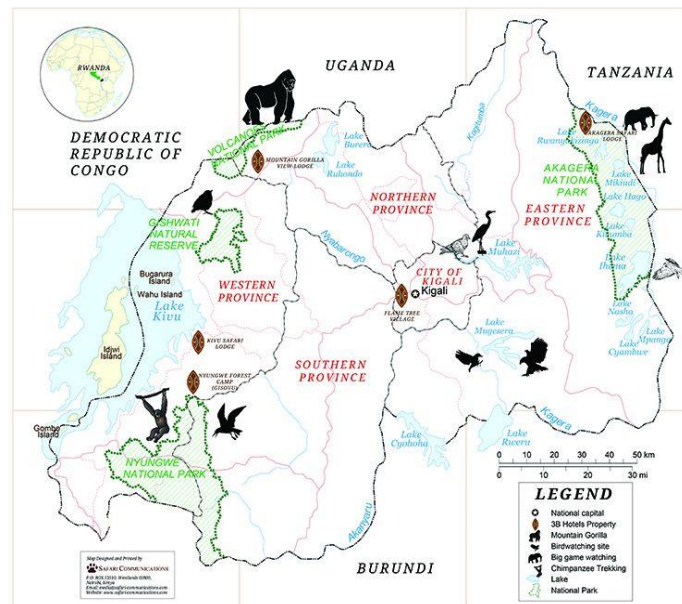 RWANDA
UGANDA
TANZANIA
DEMOCRATIC
REPUBLIC OF
CONGO
VOLCANOES
NATIONAL PARK
MOUNTAIN GORILLA
VIEW LODGE
Lake
Burera
Lake
Ruhondo
Kagitumba
Kagera
AKAGERA SAFARI
LODGE
Lake
Rwanyakizinga
AKAGERA
NATIONAL
PARK
Lake
Mikindi
Lake Hago
Lake
Kivumba
Lake
Ihema
Lake
Nasho
Lake
Mpanga
Lake
Cyambwe
NORTHERN
PROVINCE
EASTERN
PROVINCE
GISHWATI
NATURAL
RESERVE
Nyabarongo
Lake
Muhazi
CITY OF
KIGALI
Kigali
FLAME TREE
VILLAGE
WESTERN
PROVINCE
Bugarura
Island
Wahu Island
Lake
Kivu
Idjwi
Island
KIVU SAFARI
LODGE
NYUNGWE FOREST
CAMP
(GISOVU)
SOUTHERN
PROVINCE
Lake
Mugesera
Gombo
Island
NYUNGWE
NATIONAL PARK
Lake
Cyohoha
Lake
Rweru
Kagera
Akanyaru
BURUNDI
0 10 20 30 40 50 km
0 10 20 30 mi
LEGEND
National capital
3B Hotels Property
Mountain Gorilla
Birdwatching site
Big game watching
Chimpanzee Trekking
Lake
National Park
Map Designed and Printed by
SAFARI COMMUNICATIONS
Nairobi, Kenya